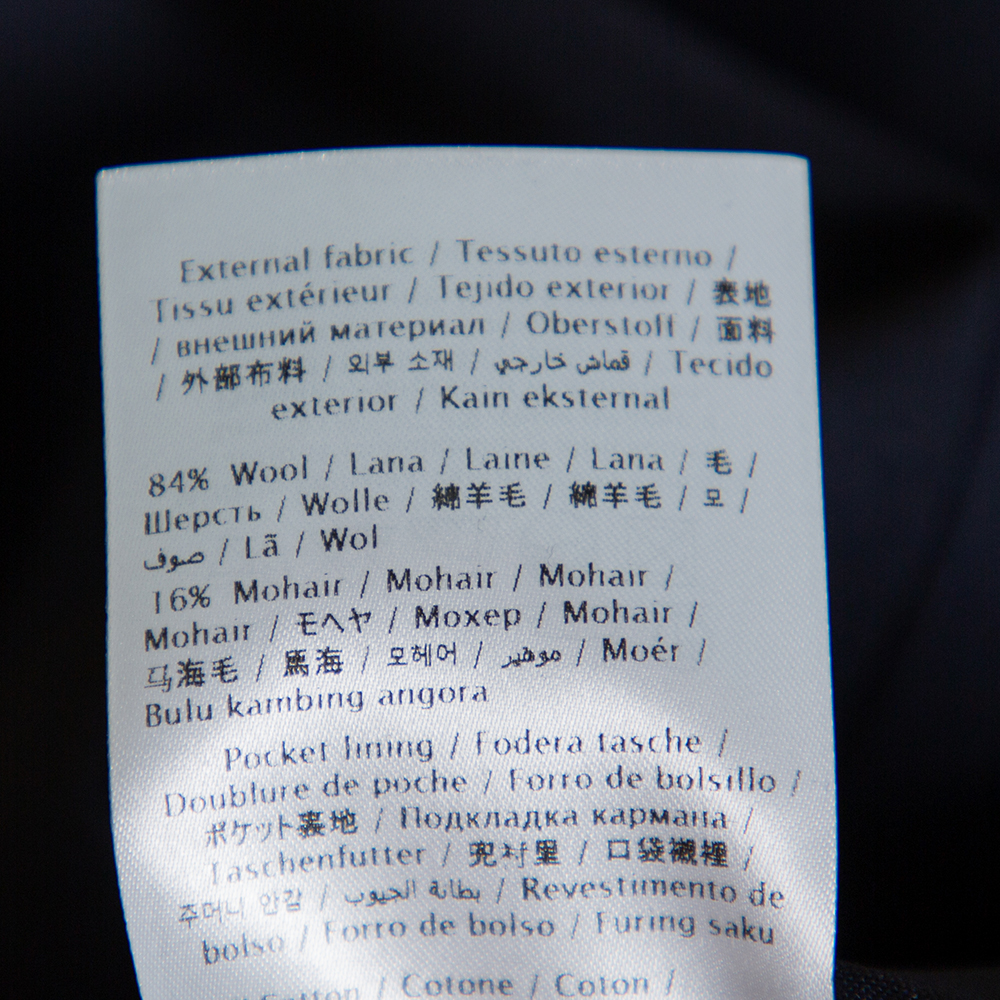 External fabric / Tessuto esterno /
Tissu extérieur / Tejido exterior / 表地
/ внешний материал / Oberstoff / 面料
/ 外部布料 / 외부 소재 / قماش خارجي / Tecido
exterior / Kain eksternal
84% Wool / Lana / Laine / Lana / 毛 /
Шерсть / Wolle / 綿羊毛 / 綿羊毛 / 모 /
صوف / Lã / Wol
16% Mohair / Mohair / Mohair /
Mohair / モヘヤ / Мохер / Mohair /
马海毛 / 馬海 / 모헤어 / موهير / Moér /
Bulu kambing angora
Pocket lining / Fodera tasche /
Doublure de poche / Forro de bolsillo /
ポケット裏地 / Подкладка кармана /
Taschenfutter / 兜衬里 / 口袋襯裡 /
주머니 안감 / بطانة الجيوب / Revestimento de
bolso / Forro de bolso / Furing saku
Cotton / Cotone / Coton /